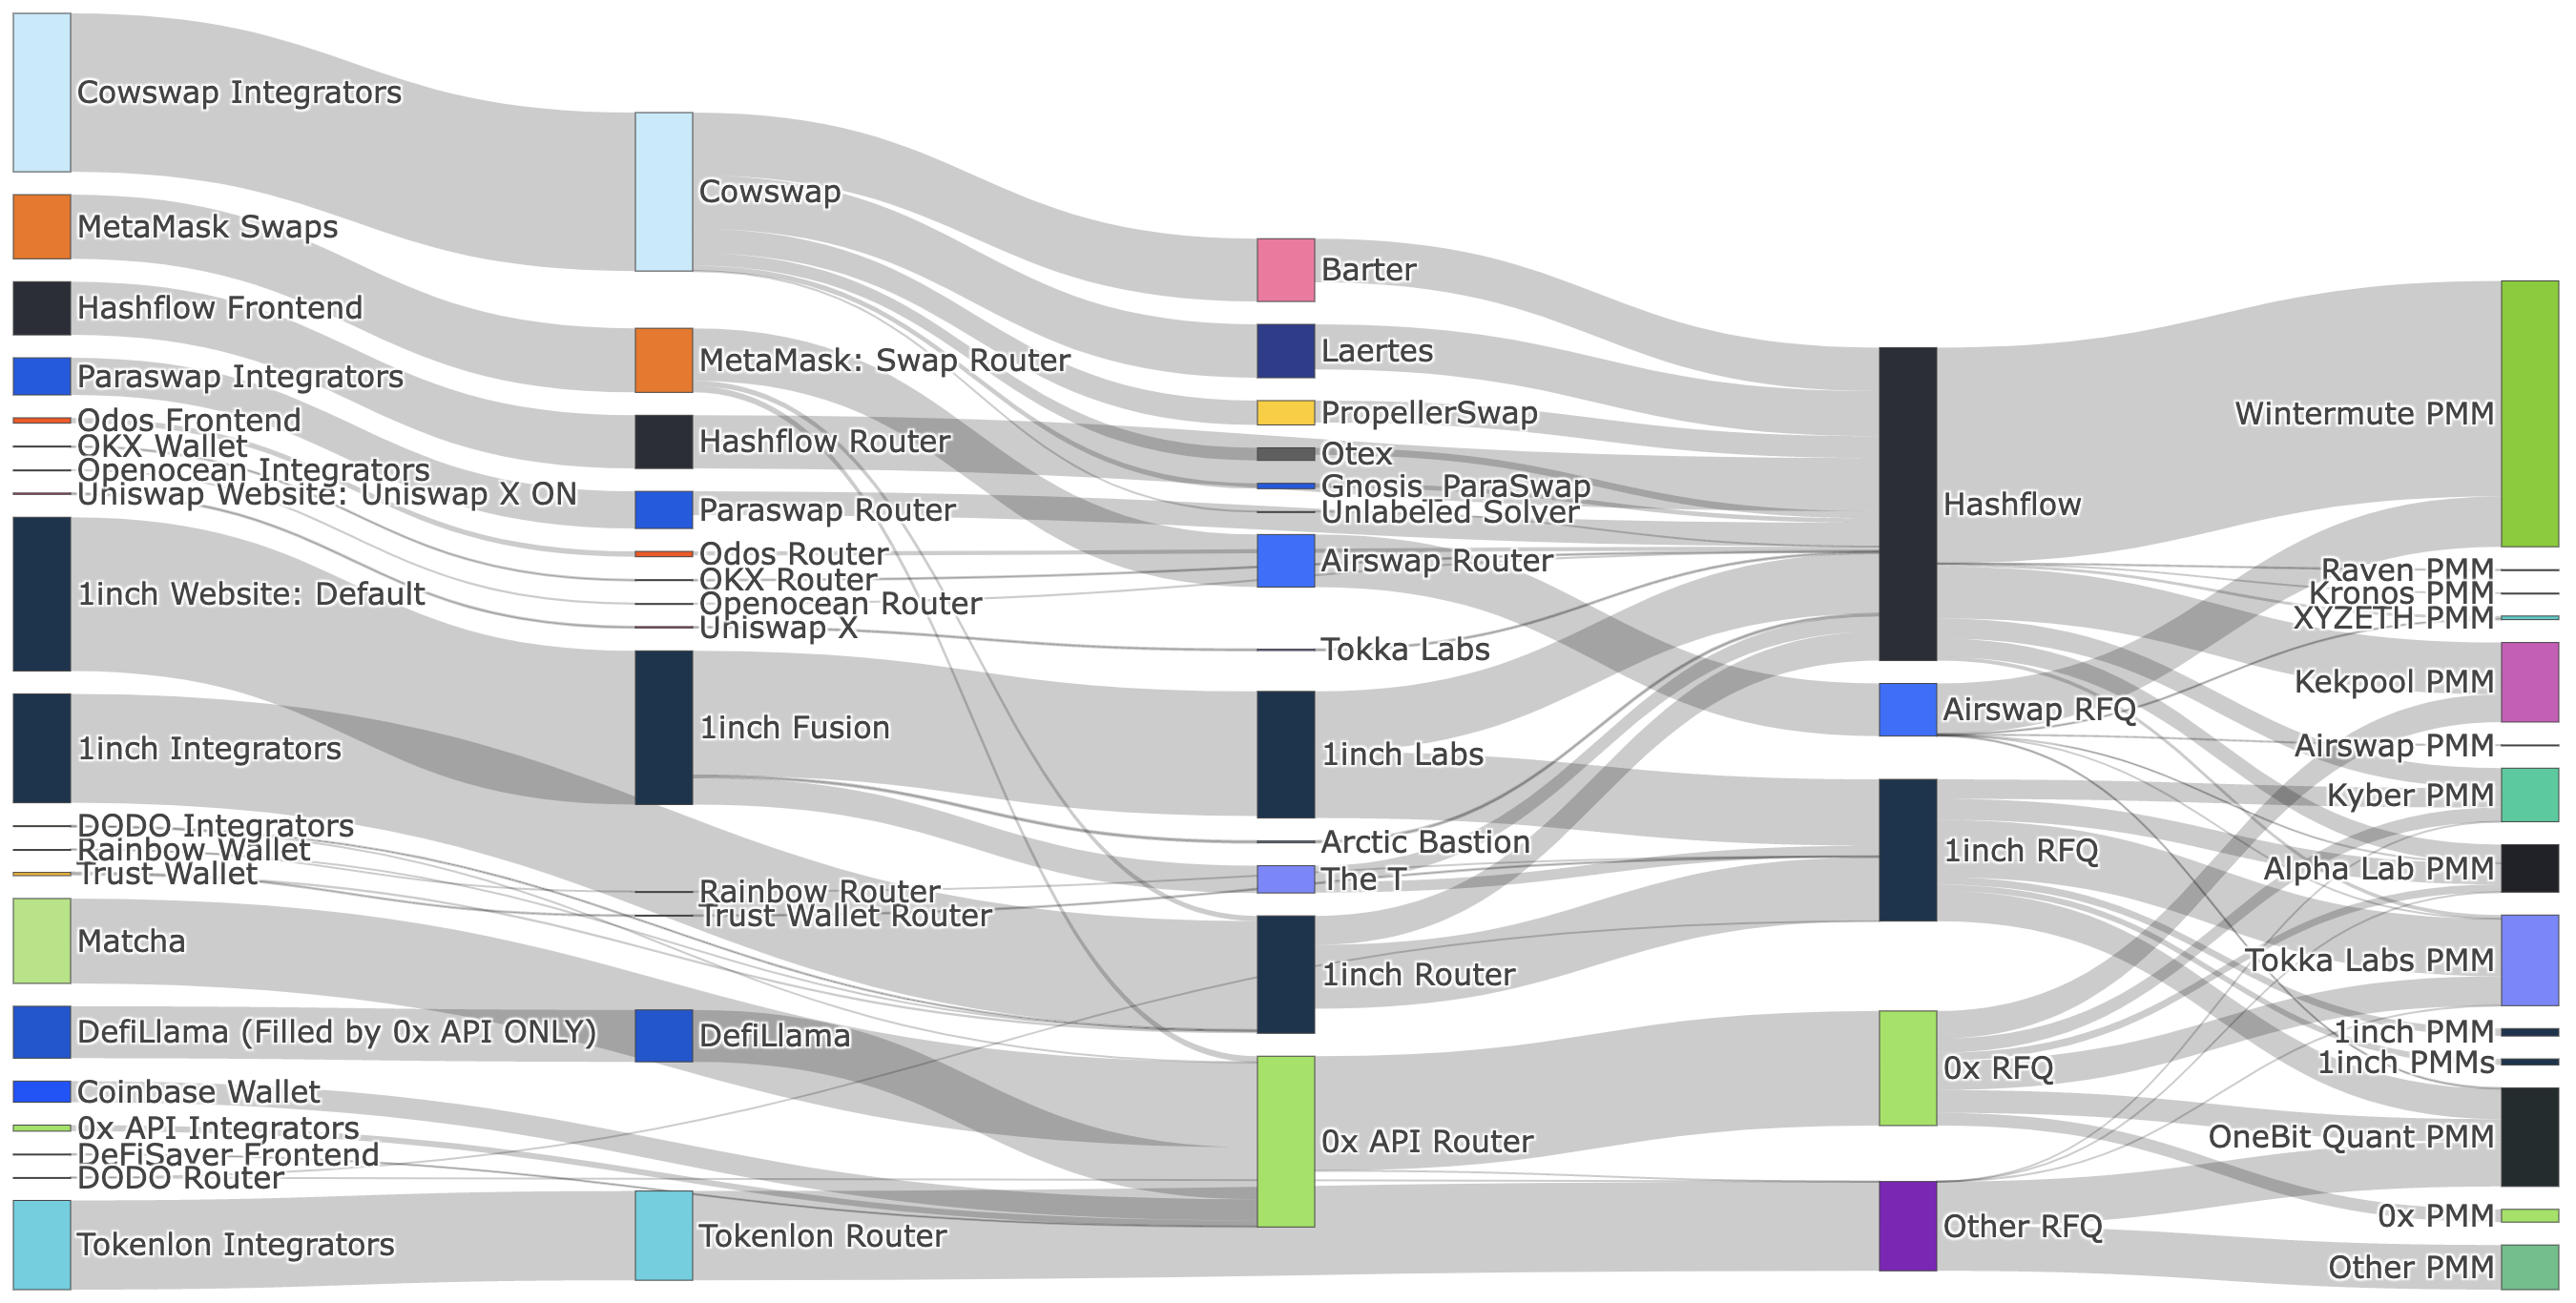 Cowswap Integrators
MetaMask Swaps
Hashflow Frontend
Paraswap Integrators
Odos Frontend
OKX Wallet
Openocean Integrators
Uniswap Website: Uniswap X ON
1inch Website: Default
1inch Integrators
DODO Integrators
Rainbow Wallet
Trust Wallet
Matcha
DefiLlama (Filled by 0x API ONLY)
Coinbase Wallet
0x API Integrators
DeFiSaver Frontend
DODO Router
Tokenlon Integrators
Cowswap
MetaMask: Swap Router
Hashflow Router
Paraswap Router
Odos Router
OKX Router
Openocean Router
Uniswap X
1inch Fusion
Rainbow Router
Trust Wallet Router
DefiLlama
Tokenlon Router
Barter
Laertes
PropellerSwap
Otex
Gnosis_ParaSwap
Unlabeled Solver
Airswap Router
Tokka Labs
1inch Labs
Arctic Bastion
The T
1inch Router
0x API Router
Hashflow
Airswap RFQ
1inch RFQ
0x RFQ
Other RFQ
Wintermute PMM
Raven PMM
Kronos PMM
XYZETH PMM
Kekpool PMM
Airswap PMM
Kyber PMM
Alpha Lab PMM
Tokka Labs PMM
1inch PMM
1inch PMMs
OneBit Quant PMM
0x PMM
Other PMM